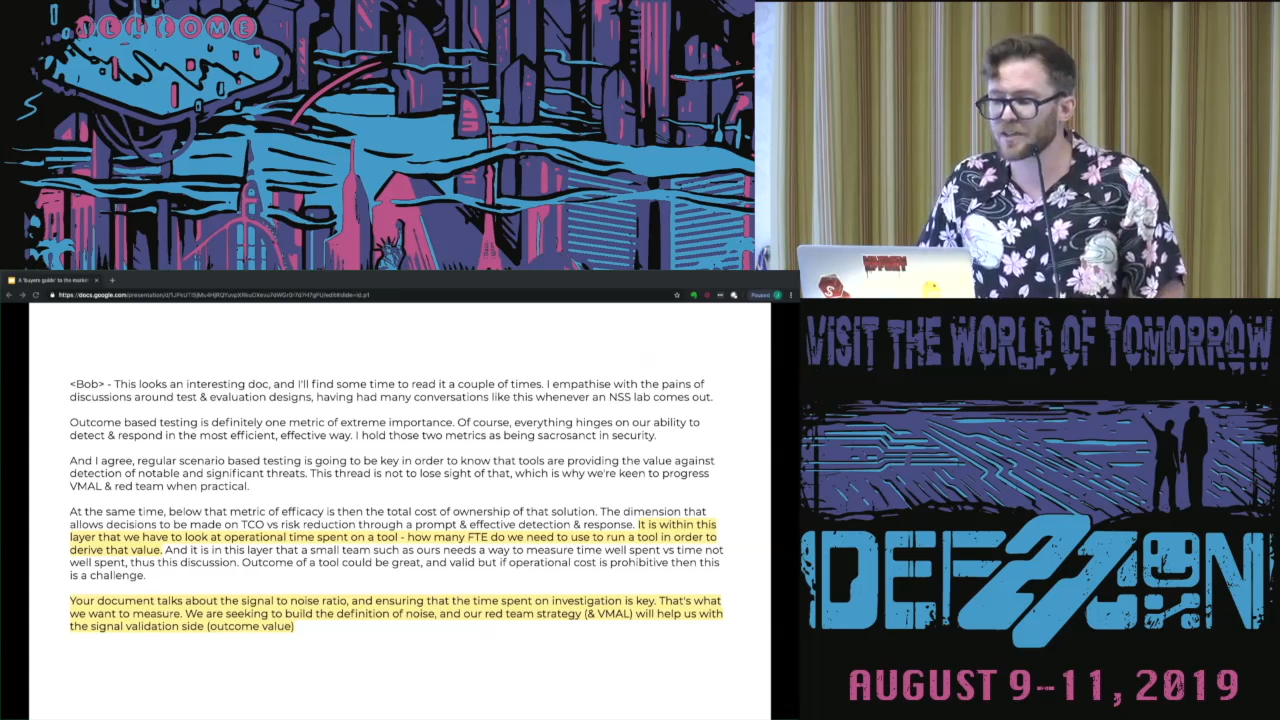 WELCOME
A 'buyers guide' to the market
Paused
<Bob> - This looks an interesting doc, and I'll find some time to read it a couple of times. I empathise with the pains of
discussions around test & evaluation designs, having had many conversations like this whenever an NSS lab comes out.
Outcome based testing is definitely one metric of extreme importance. Of course, everything hinges on our ability to
detect & respond in the most efficient, effective way. I hold those two metrics as being sacrosanct in security.
And I agree, regular scenario based testing is going to be key in order to know that tools are providing the value against
detection of notable and significant threats. This thread is not to lose sight of that, which is why we're keen to progress
VMAL & red team when practical.
At the same time, below that metric of efficacy is then the total cost of ownership of that solution. The dimension that
allows decisions to be made on TCO vs risk reduction through a prompt & effective detection & response. It is within this
layer that we have to look at operational time spent on a tool - how many FTE do we need to use to run a tool in order to
derive that value. And it is in this layer that a small team such as ours needs a way to measure time well spent vs time not
well spent, thus this discussion. Outcome of a tool could be great, and valid but if operational cost is prohibitive then this
is a challenge.
Your document talks about the signal to noise ratio, and ensuring that the time spent on investigation is key. That's what
we want to measure. We are seeking to build the definition of noise, and our red team strategy (& VMAL) will help us with
the signal validation side (outcome value)
VISIT THE WORLD OF TOMORROW
DEFCON
27
AUGUST 9-11, 2019